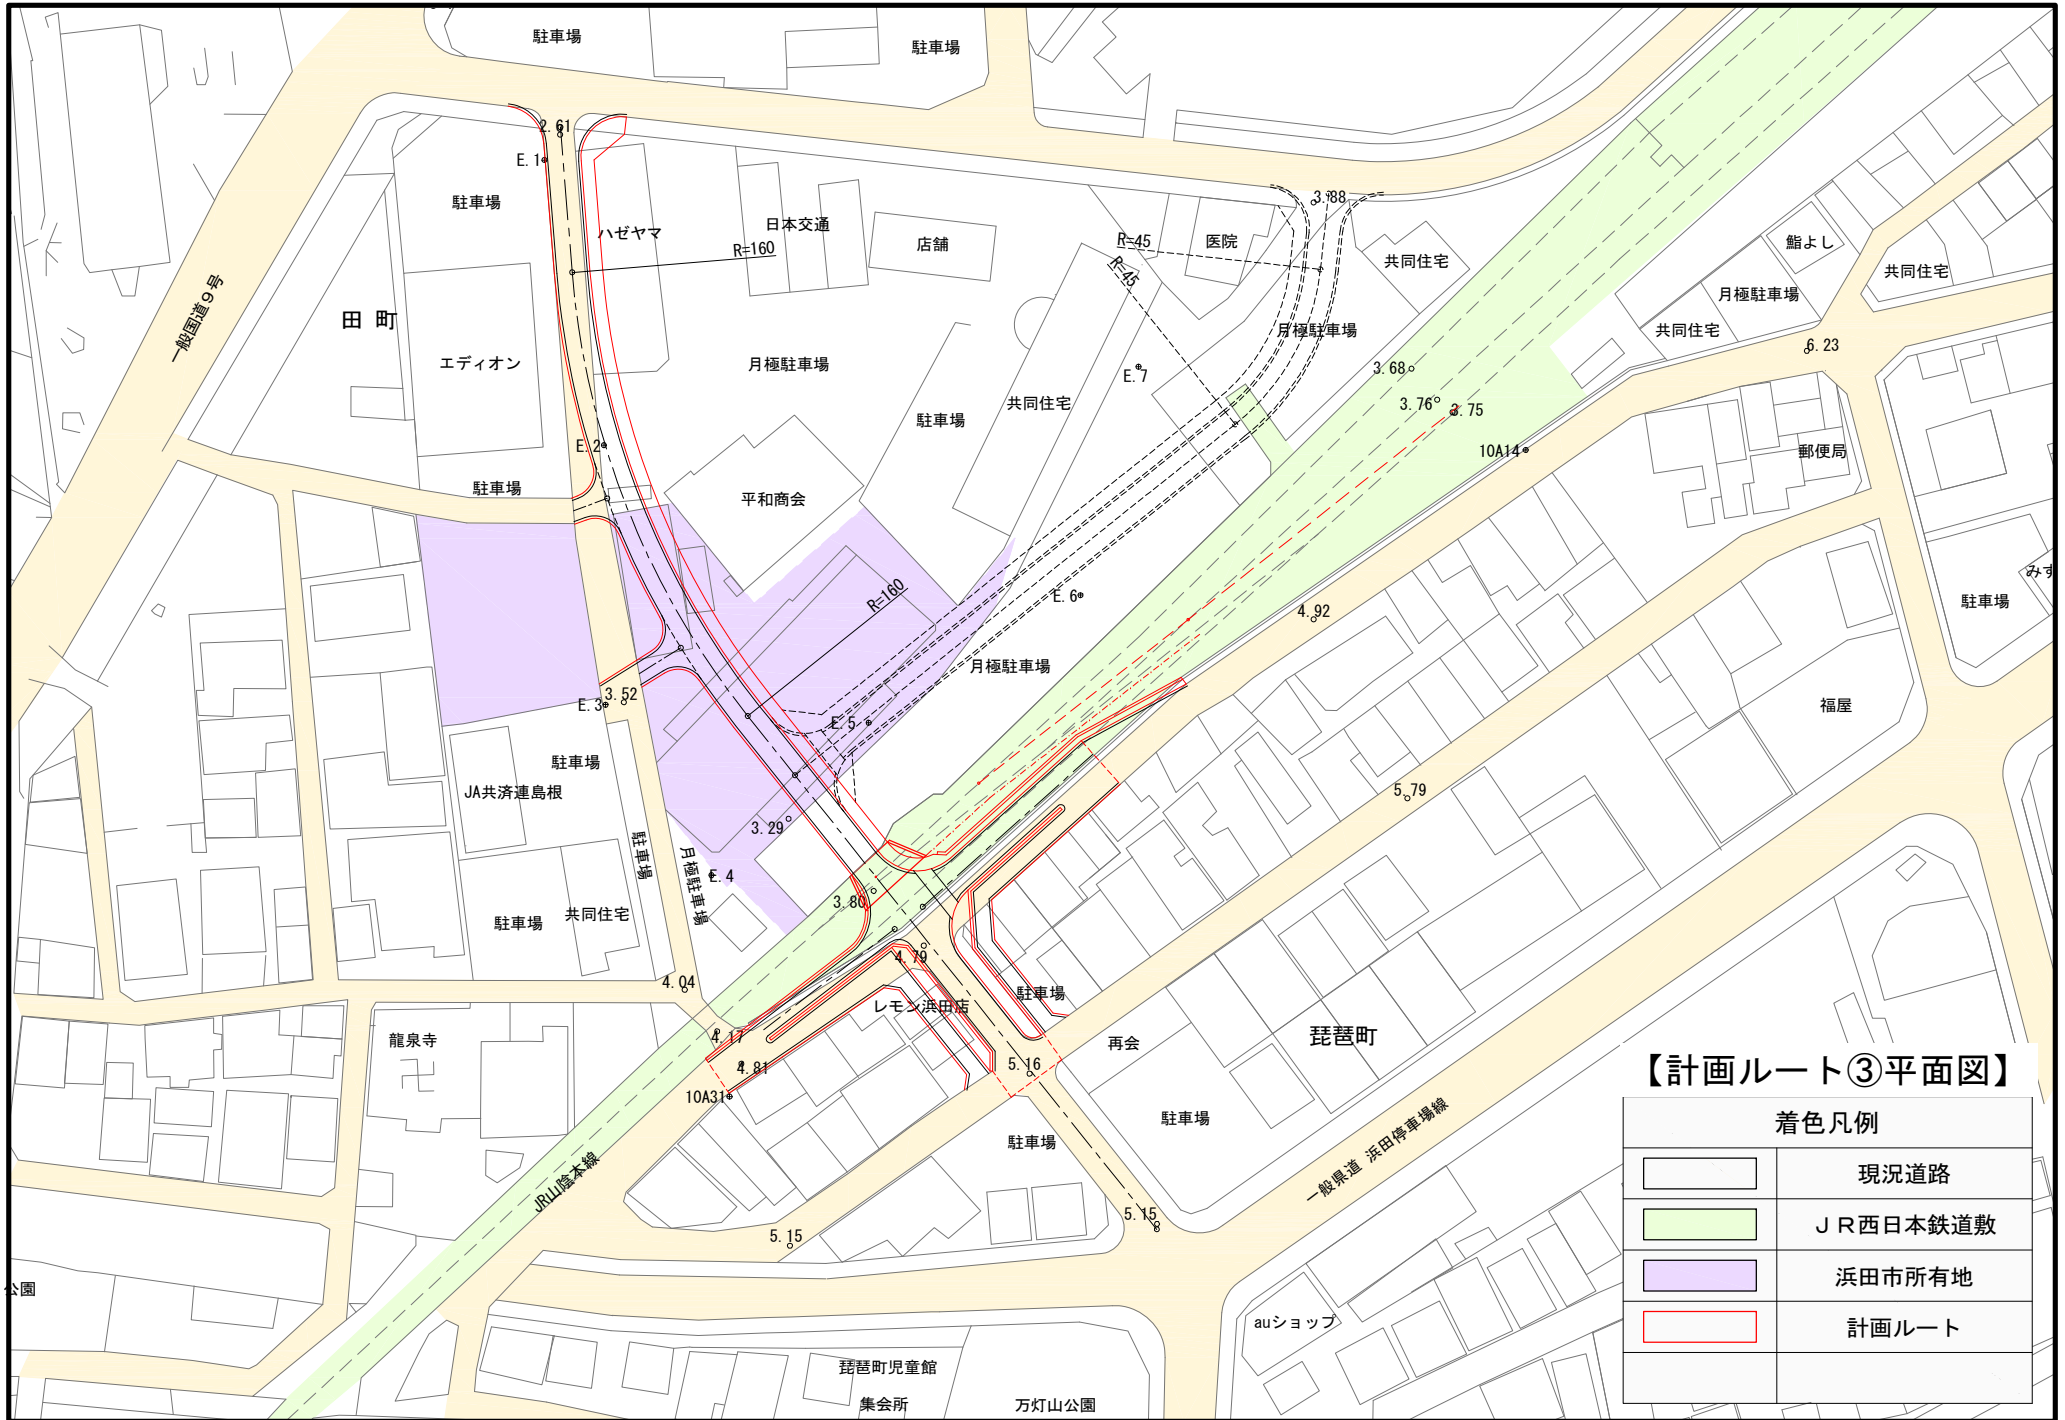 駐車場
駐車場
2.61
E.1
駐車場
ハゼヤマ
日本交通
店舗
R=160
R=45
R=45
医院
3.88
共同住宅
鮨よし
共同住宅
月極駐車場
共同住宅
一般国道9号
田 町
エディオン
月極駐車場
月極駐車場
6.23
E.7
3.68
3.76
3.75
共同住宅
駐車場
E.2
10A14
郵便局
駐車場
平和商会
みす
駐車場
R=160
E.6
4.92
月極駐車場
E.3
3.52
E.5
福屋
駐車場
JA共済連島根
5.79
3.29
駐車場
月極駐車場
E.4
3.80
駐車場
共同住宅
4.79
4.04
駐車場
レモン浜田店
龍泉寺
4.17
4.81
再会
琵琶町
5.16
10A31
駐車場
駐車場
一般県道 浜田停車場線
JR山陰本線
5.15
5.15
公園
auショップ
琵琶町児童館
集会所
万灯山公園
【計画ルート③平面図】
着色凡例
現況道路
ＪＲ西日本鉄道敷
浜田市所有地
計画ルート